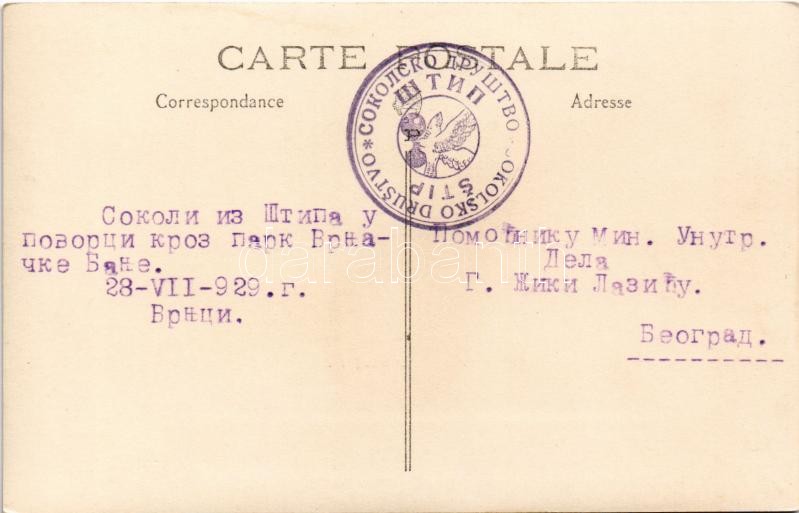 CARTE POSTALE
Correspondance
Adresse
СОКОЛСКО ДРУШТВО * SOKOLSKO DRUŠTVO *
ШТИП
ŠTIP
Соколи из Штипа у
поворци кроз парк Врња-
чке Бање.
28-VII-929.г.
Врњци.
Помоћнику Мин. Унутр.
Дела
Г. Жики Лазићу.
Београд.
darabanth